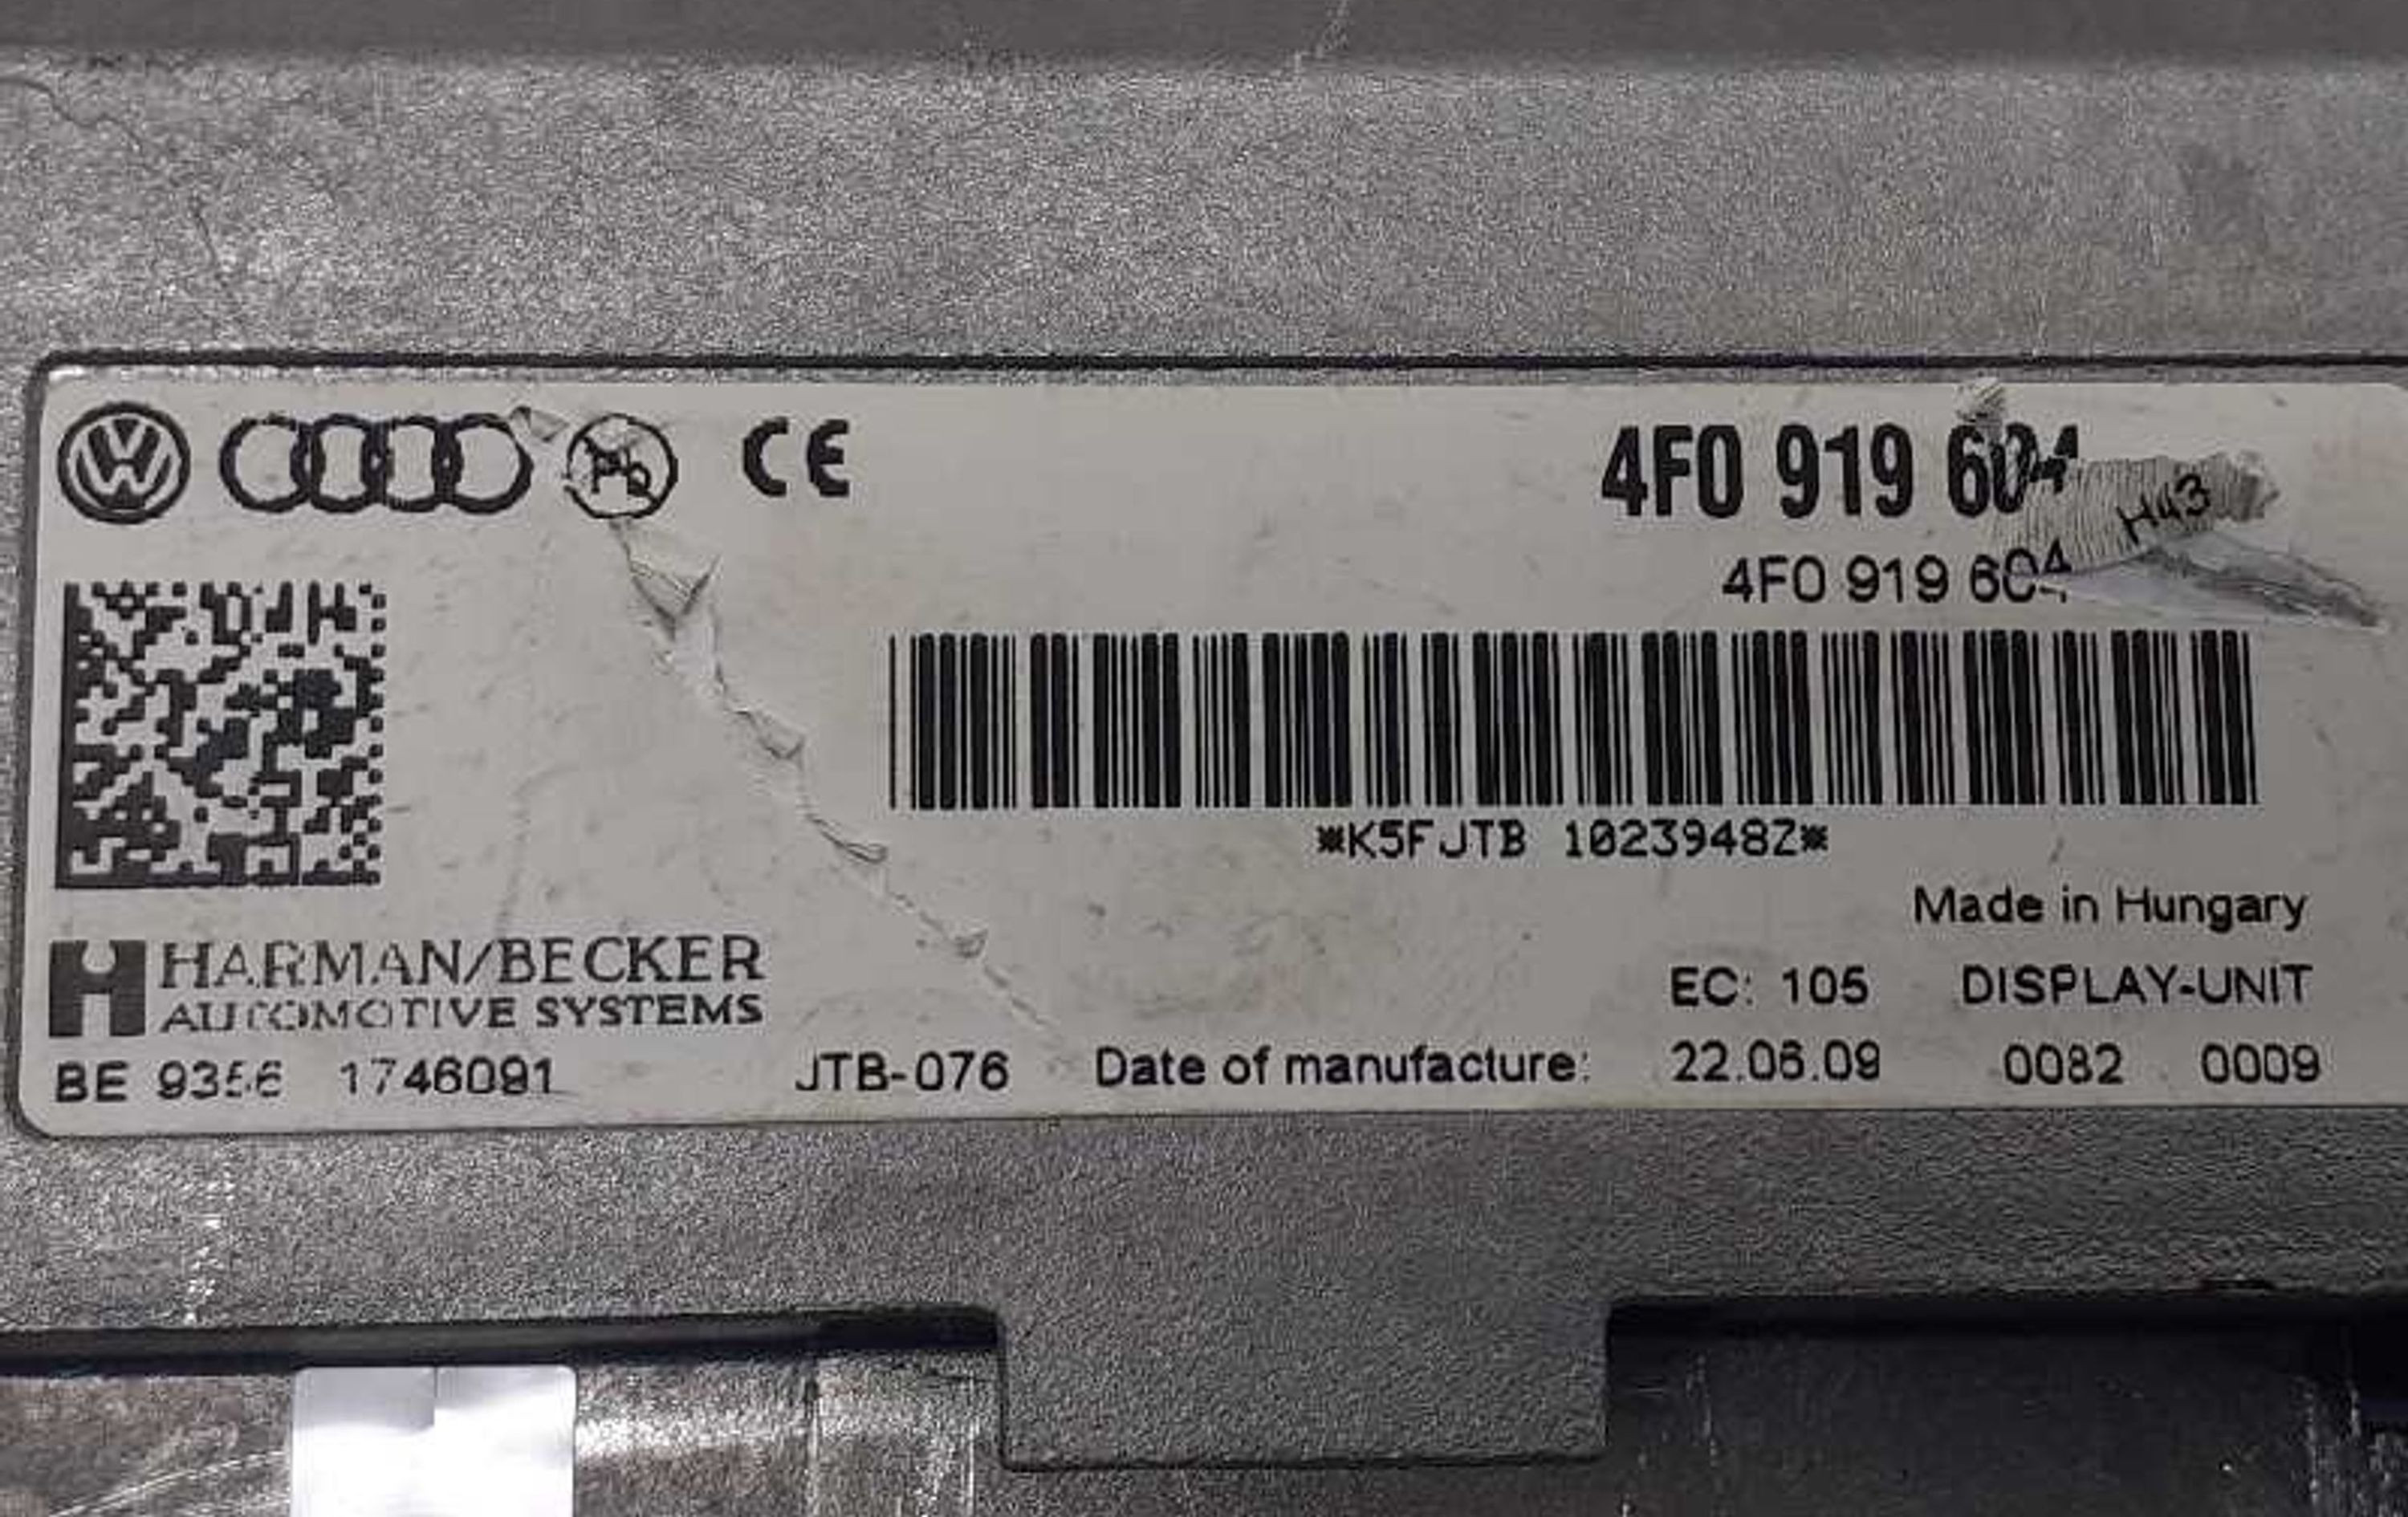 CE
4F0 919 604
H43
4F0 919 604
*K5FJTB 1023948Z*
Made in Hungary
HARMAN/BECKER
AUTOMOTIVE SYSTEMS
EC: 105 DISPLAY-UNIT
BE 9356 1746091 JTB-076 Date of manufacture: 22.06.09 0082 0009